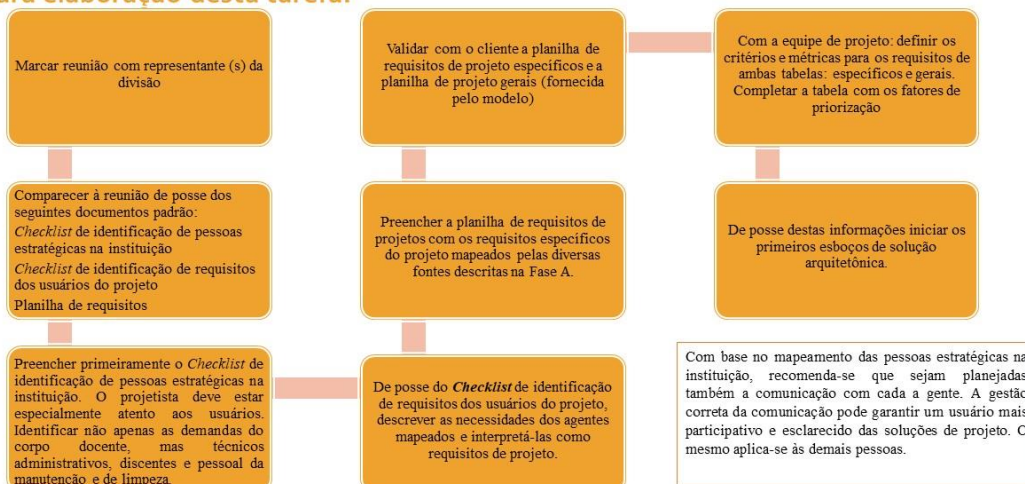 para elaboração desta tarefa:
Marcar reunião com representante (s) da
divisão
Comparecer à reunião de posse dos
seguintes documentos padrão:
Checklist de identificação de pessoas
estratégicas na instituição
Checklist de identificação de requisitos
dos usuários do projeto
Planilha de requisitos
Preencher primeiramente o Checklist de
identificação de pessoas estratégicas na
instituição. O projetista deve estar
especialmente atento aos usuários.
Identificar não apenas as demandas do
corpo docente, mas técnicos
administrativos, discentes e pessoal da
manutenção e de limpeza.
De posse do Checklist de identificação
de requisitos dos usuários do projeto,
descrever as necessidades dos agentes
mapeados e interpretá-las como
requisitos de projeto.
Preencher a planilha de requisitos de
projetos com os requisitos específicos
do projeto mapeados pelas diversas
fontes descritas na Fase A.
Validar com o cliente a planilha de
requisitos de projeto específicos e a
planilha de projeto gerais (fornecida
pelo modelo)
Com a equipe de projeto: definir os
critérios e métricas para os requisitos de
ambas tabelas: específicos e gerais.
Completar a tabela com os fatores de
priorização
De posse destas informações iniciar os
primeiros esboços de solução
arquitetônica.
Com base no mapeamento das pessoas estratégicas na
instituição, recomenda-se que sejam planejadas
também a comunicação com cada a gente. A gestão
correta da comunicação pode garantir um usuário mais
participativo e esclarecido das soluções de projeto. O
mesmo aplica-se às demais pessoas.